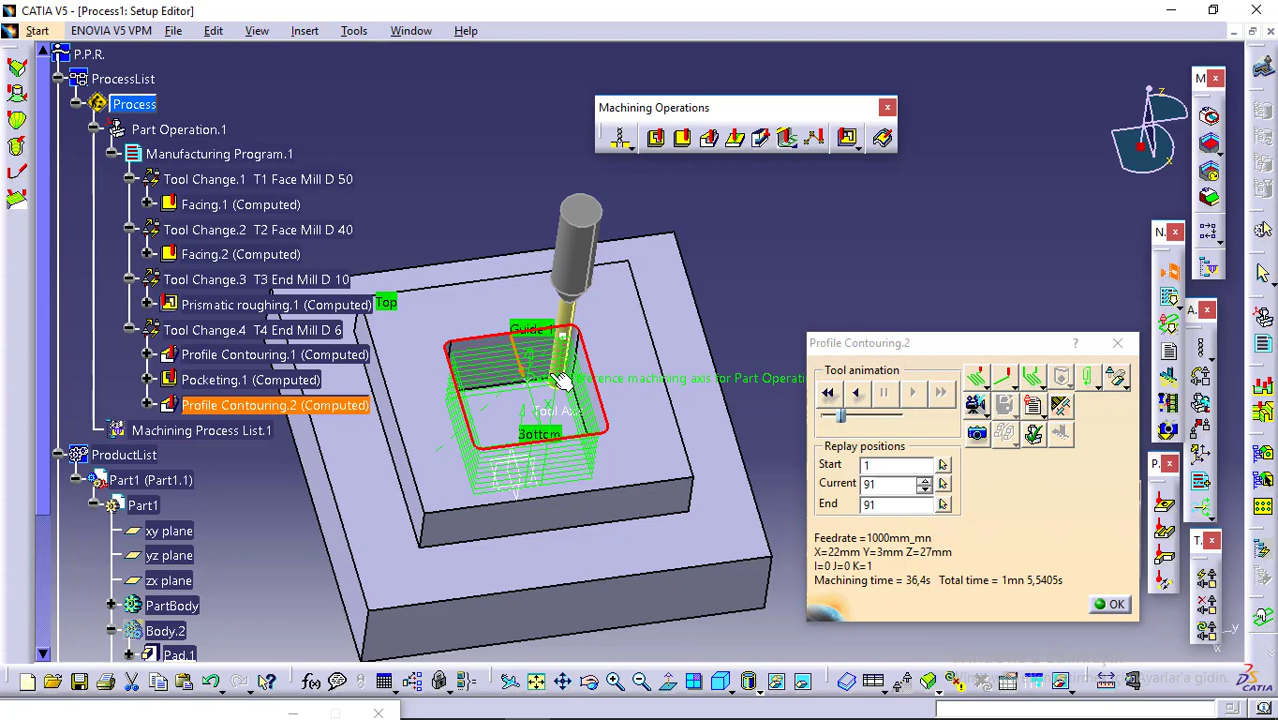 CATIA V5 - [Process1: Setup Editor]
Start ENOVIA V5 VPM File Edit View Insert Tools Window Help
P.P.R.
ProcessList
Process
Part Operation.1
Manufacturing Program.1
Tool Change.1 T1 Face Mill D 50
Facing.1 (Computed)
Tool Change.2 T2 Face Mill D 40
Facing.2 (Computed)
Tool Change.3 T3 End Mill D 10
Prismatic roughing.1 (Computed)
Tool Change.4 T4 End Mill D 6
Profile Contouring.1 (Computed)
Pocketing.1 (Computed)
Profile Contouring.2 (Computed)
Machining Process List.1
ProductList
Part1 (Part1.1)
Part1
xy plane
yz plane
zx plane
PartBody
Body.2
Pad.1
Machining Operations
Top
Guide 1
machining axis for Part Operati
Bottom
z
x
M...
N...
A...
P...
T...
Profile Contouring.2
Tool animation
Replay positions
Start 1
Current 91
End 91
Feedrate =1000mm_mn
X=22mm Y=3mm Z=27mm
I=0 J=0 K=1
Machining time = 36,4s Total time = 1mn 5,5405s
OK
y
x
f(x)
CATIA